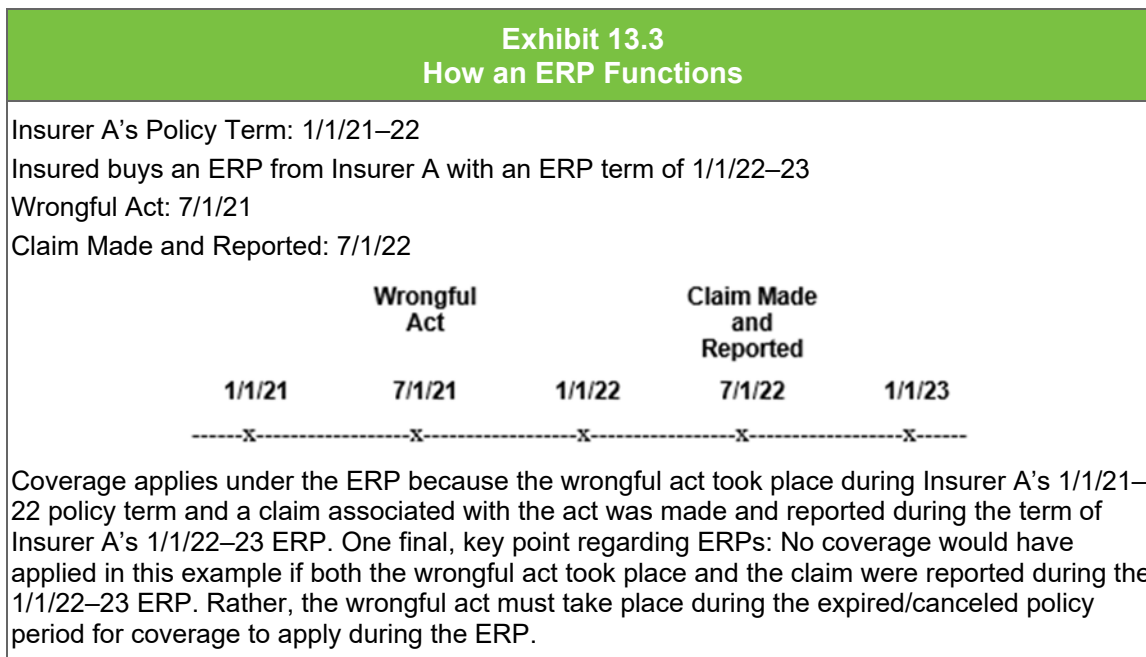 Exhibit 13.3
How an ERP Functions
Insurer A's Policy Term: 1/1/21–22
Insured buys an ERP from Insurer A with an ERP term of 1/1/22–23
Wrongful Act: 7/1/21
Claim Made and Reported: 7/1/22
Wrongful Act
Claim Made and Reported
1/1/21 7/1/21 1/1/22 7/1/22 1/1/23
------x-------------------x-------------------x------------------x-------------------x------
Coverage applies under the ERP because the wrongful act took place during Insurer A's 1/1/21–
22 policy term and a claim associated with the act was made and reported during the term of
Insurer A's 1/1/22–23 ERP. One final, key point regarding ERPs: No coverage would have
applied in this example if both the wrongful act took place and the claim were reported during the
1/1/22–23 ERP. Rather, the wrongful act must take place during the expired/canceled policy
period for coverage to apply during the ERP.